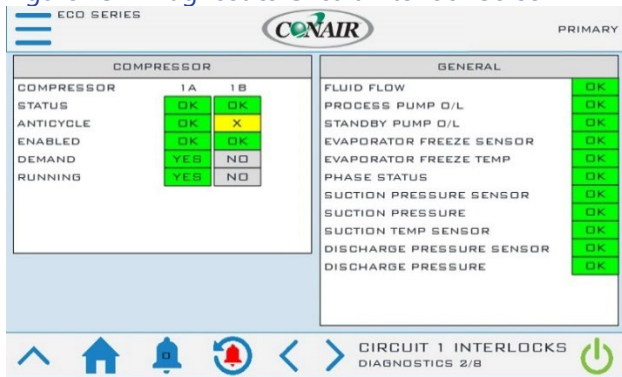 ECO SERIES
CONAIR
PRIMARY
COMPRESSOR
COMPRESSOR 1A 1B
STATUS OK OK
ANTICYCLE OK X
ENABLED OK OK
DEMAND YES NO
RUNNING YES NO
GENERAL
FLUID FLOW OK
PROCESS PUMP O/L OK
STANDBY PUMP O/L OK
EVAPORATOR FREEZE SENSOR OK
EVAPORATOR FREEZE TEMP OK
PHASE STATUS OK
SUCTION PRESSURE SENSOR OK
SUCTION PRESSURE OK
SUCTION TEMP SENSOR OK
DISCHARGE PRESSURE SENSOR OK
DISCHARGE PRESSURE OK
0
CIRCUIT 1 INTERLOCKS
DIAGNOSTICS 2/8